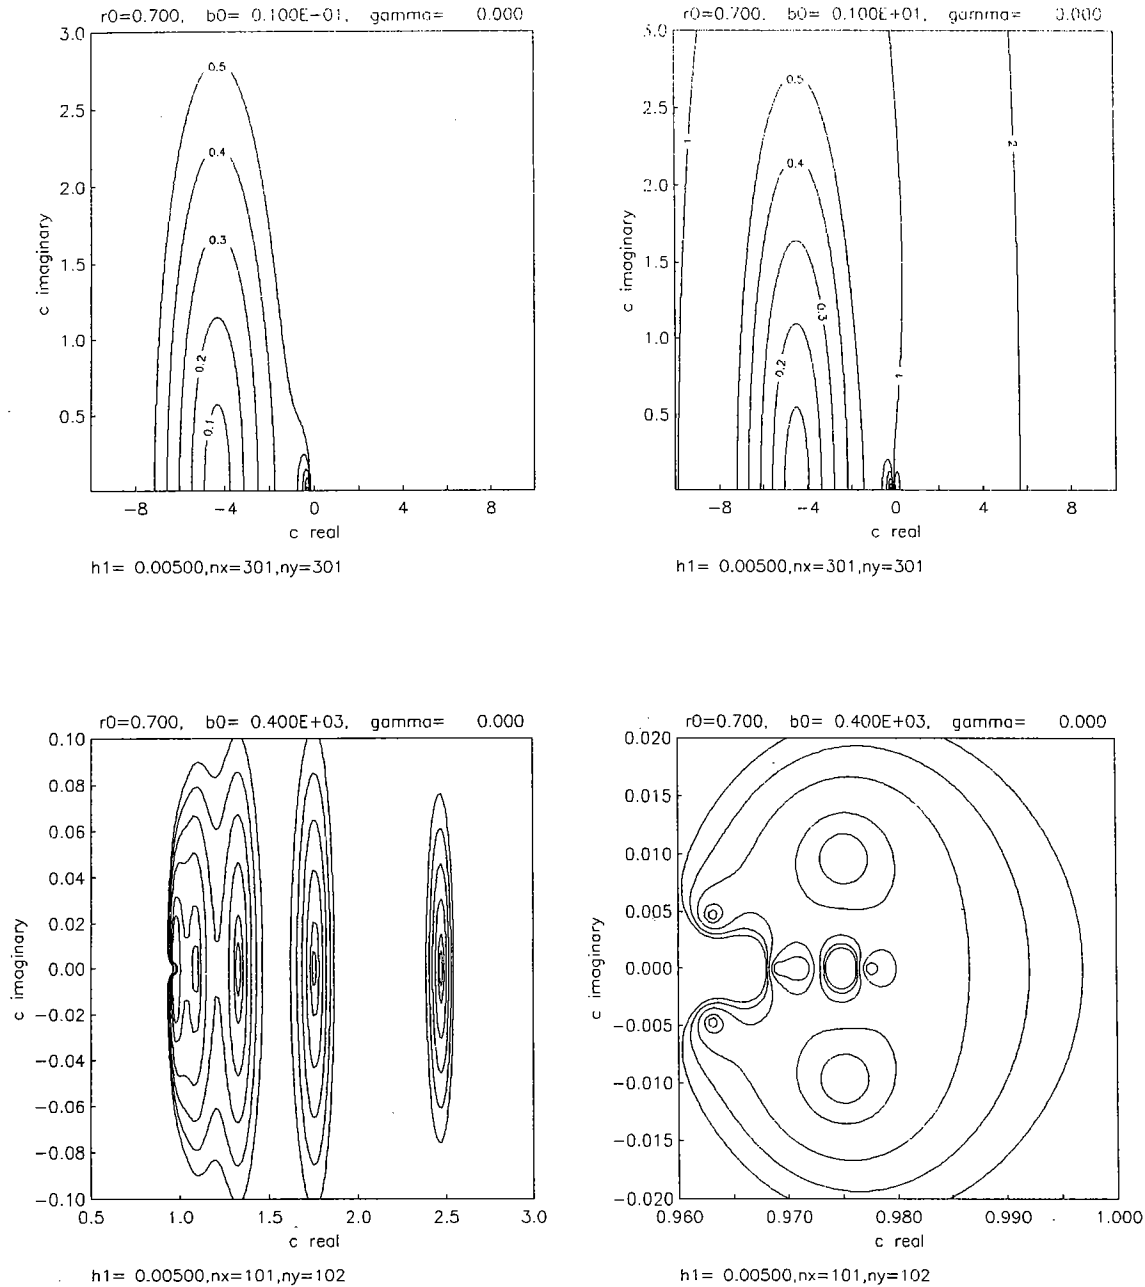 r0=0.700, b0= 0.100E-01, gamma= 0.000
3.0
2.5
2.0
1.5
1.0
0.5
c imaginary
0.5
0.4
0.3
0.2
0.1
-8 -4 0 4 8
c real
h1= 0.00500,nx=301,ny=301
r0=0.700, b0= 0.100E+01, gamma= 0.000
3.0
2.5
2.0
1.5
1.0
0.5
c imaginary
0.5
0.4
0.3
0.2
1
1
2
-8 -4 0 4 8
c real
h1= 0.00500,nx=301,ny=301
r0=0.700, b0= 0.400E+03, gamma= 0.000
0.10
0.08
0.06
0.04
0.02
0.00
-0.02
-0.04
-0.06
-0.08
-0.10
c imaginary
0.5 1.0 1.5 2.0 2.5 3.0
c real
h1= 0.00500,nx=101,ny=102
r0=0.700, b0= 0.400E+03, gamma= 0.000
0.020
0.015
0.010
0.005
0.000
-0.005
-0.010
-0.015
-0.020
c imaginary
0.960 0.970 0.980 0.990 1.000
c real
h1= 0.00500,nx=101,ny=102